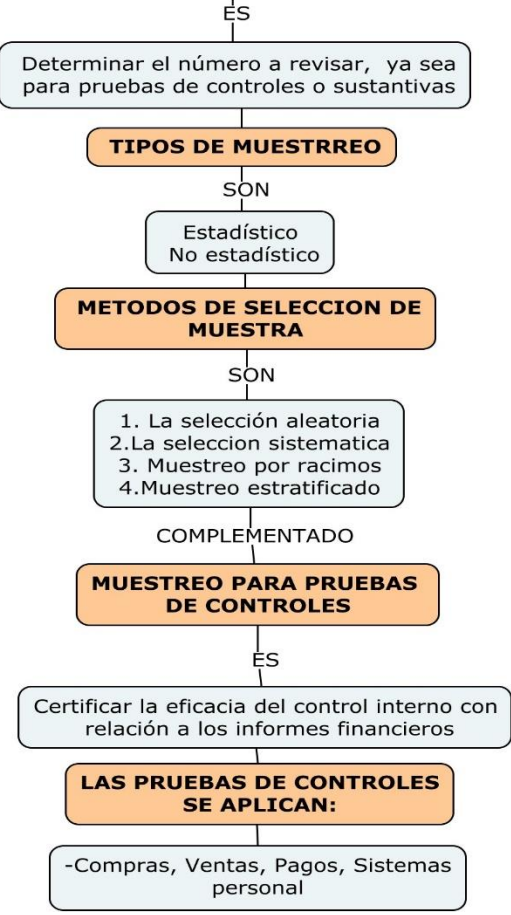 ES
Determinar el número a revisar, ya sea
para pruebas de controles o sustantivas
TIPOS DE MUESTRREO
SON
Estadístico
No estadístico
METODOS DE SELECCION DE
MUESTRA
SON
1. La selección aleatoria
2.La seleccion sistematica
3. Muestreo por racimos
4.Muestreo estratificado
COMPLEMENTADO
MUESTREO PARA PRUEBAS
DE CONTROLES
ES
Certificar la eficacia del control interno con
relación a los informes financieros
LAS PRUEBAS DE CONTROLES
SE APLICAN:
-Compras, Ventas, Pagos, Sistemas
personal